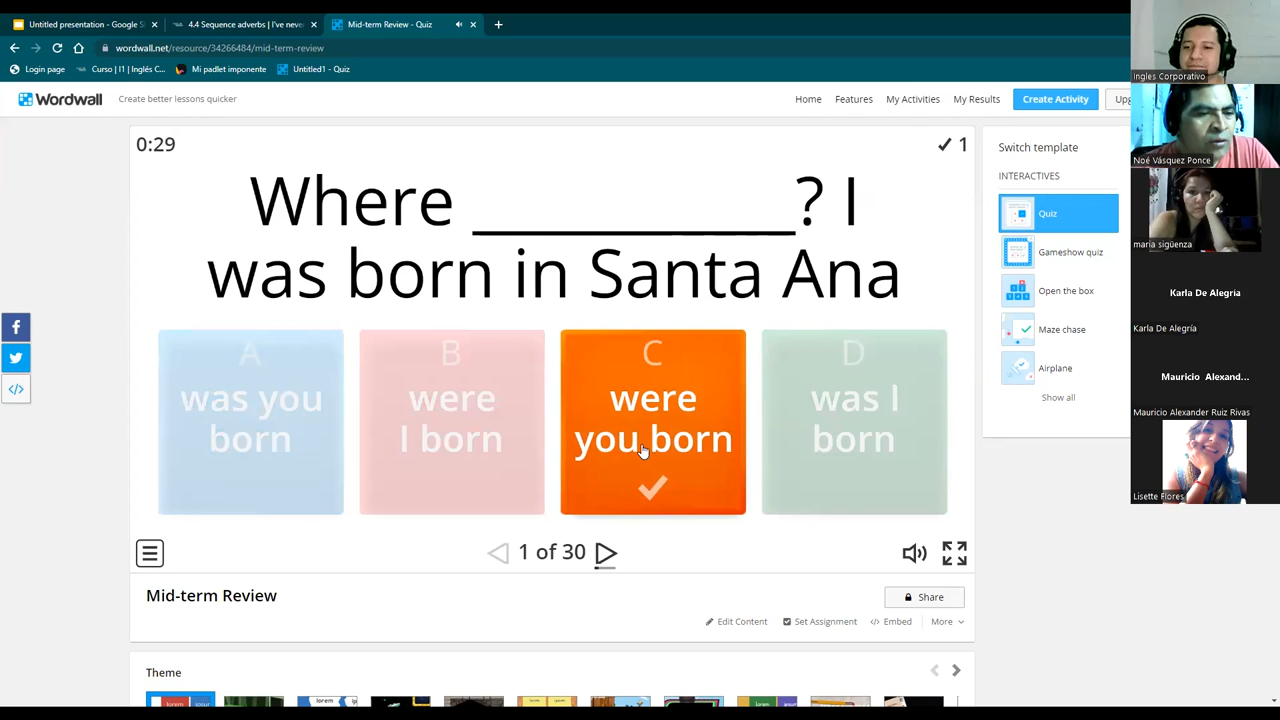 Untitled presentation - Google S
4.4 Sequence adverbs | I've neve
Mid-term Review - Quiz
wordwall.net/resource/34266484/mid-term-review
Login page
Curso | I1 | Inglés C...
Mi padlet imponente
Untitled1 - Quiz
Wordwall
Create better lessons quicker
Home
Features
My Activities
My Results
Create Activity
Upg
0:29
1
Where __________? I
was born in Santa Ana
A
was you
born
B
were
I born
C
were
you born
D
was I
born
1 of 30
Mid-term Review
Share
Edit Content
Set Assignment
Embed
More
Theme
Switch template
INTERACTIVES
Quiz
Gameshow quiz
Open the box
Maze chase
Airplane
Show all
Ingles Corporativo
Noé Vásquez Ponce
maria sigüenza
Karla De Alegría
Karla De Alegría
Mauricio Alexand...
Mauricio Alexander Ruiz Rivas
Lisette Flores